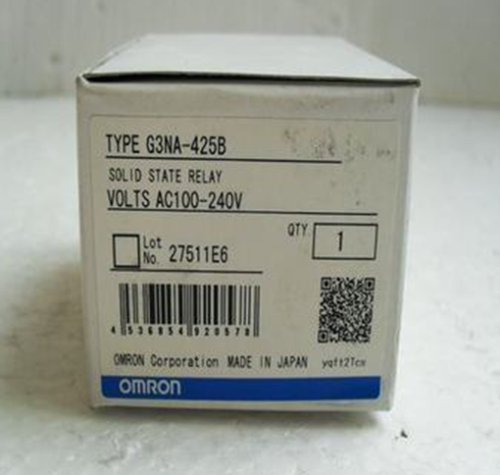 TYPE G3NA-425B
SOLID STATE RELAY
VOLTS AC100-240V
Lot No. 27511E6
QTY. 1
4 536854 920578
OMRON Corporation MADE IN JAPAN
yqft2Tcs
OMRON